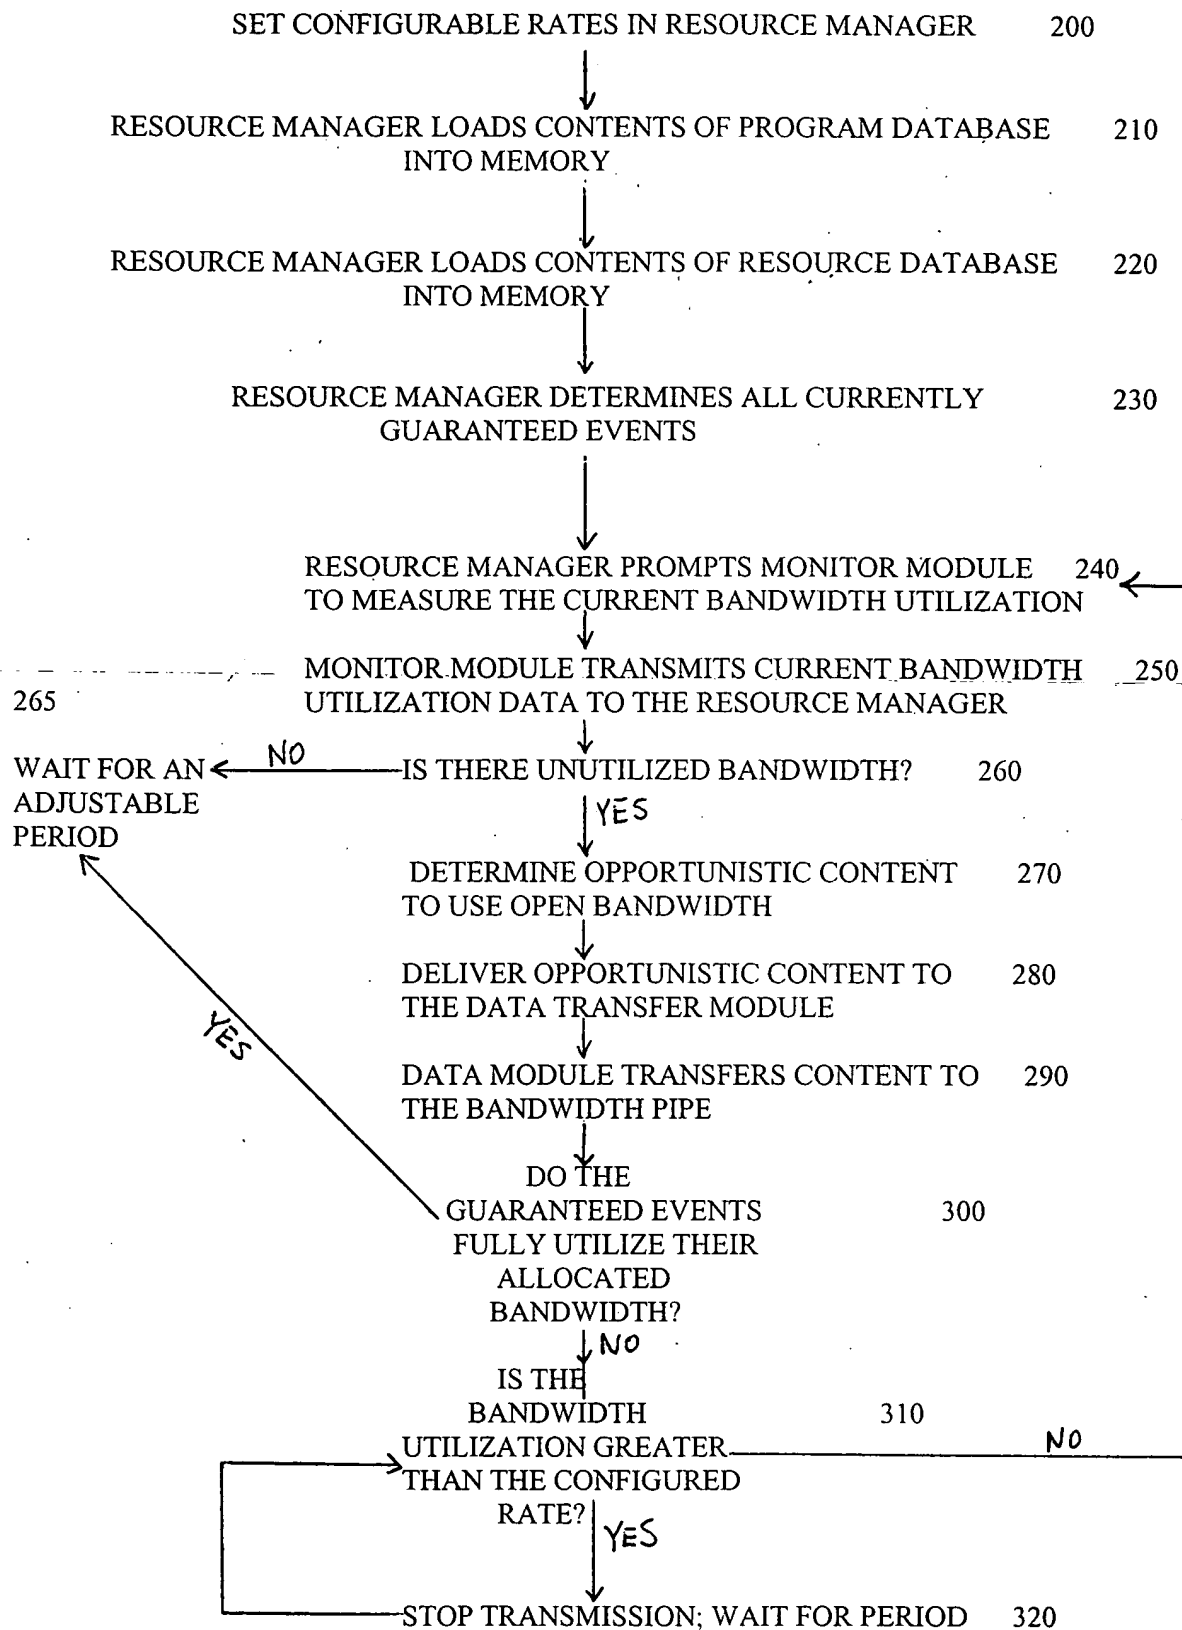 SET CONFIGURABLE RATES IN RESOURCE MANAGER 200
RESOURCE MANAGER LOADS CONTENTS OF PROGRAM DATABASE 210
INTO MEMORY
RESOURCE MANAGER LOADS CONTENTS OF RESOURCE DATABASE 220
INTO MEMORY
RESOURCE MANAGER DETERMINES ALL CURRENTLY 230
GUARANTEED EVENTS
RESOURCE MANAGER PROMPTS MONITOR MODULE 240
TO MEASURE THE CURRENT BANDWIDTH UTILIZATION
MONITOR MODULE TRANSMITS CURRENT BANDWIDTH 250
UTILIZATION DATA TO THE RESOURCE MANAGER
265
WAIT FOR AN
ADJUSTABLE
PERIOD
NO
IS THERE UNUTILIZED BANDWIDTH? 260
YES
DETERMINE OPPORTUNISTIC CONTENT 270
TO USE OPEN BANDWIDTH
DELIVER OPPORTUNISTIC CONTENT TO 280
THE DATA TRANSFER MODULE
YES
DATA MODULE TRANSFERS CONTENT TO 290
THE BANDWIDTH PIPE
DO THE
GUARANTEED EVENTS 300
FULLY UTILIZE THEIR
ALLOCATED
BANDWIDTH?
NO
IS THE
BANDWIDTH 310
UTILIZATION GREATER NO
THAN THE CONFIGURED
RATE?
YES
STOP TRANSMISSION; WAIT FOR PERIOD 320